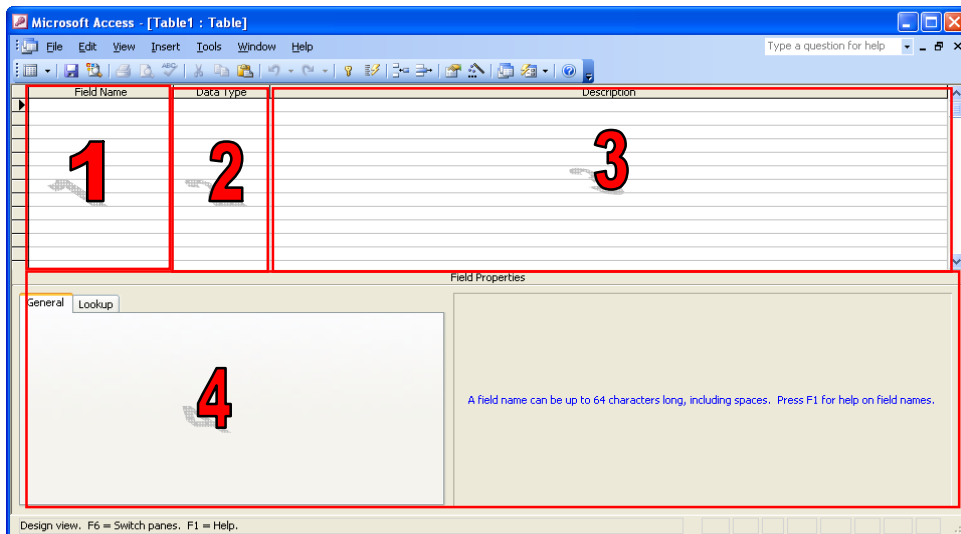 Microsoft Access - [Table1 : Table]
File Edit View Insert Tools Window Help Type a question for help
Field Name Data Type Description
1 2 3
Field Properties
General Lookup
4
A field name can be up to 64 characters long, including spaces. Press F1 for help on field names.
Design view. F6 = Switch panes. F1 = Help.